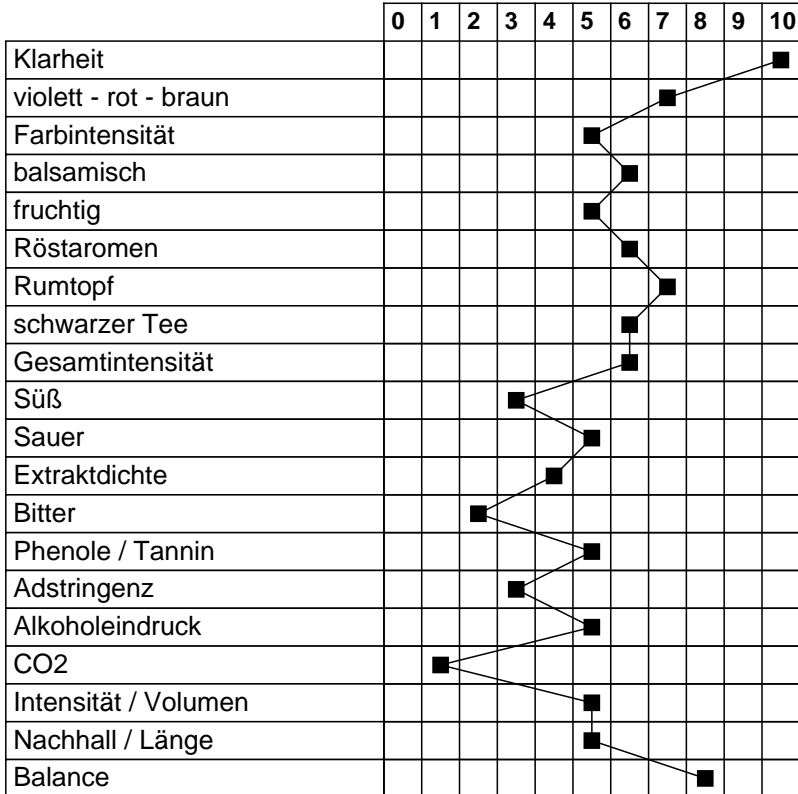 0 1 2 3 4 5 6 7 8 9 10
Klarheit
violett - rot - braun
Farbintensität
balsamisch
fruchtig
Röstaromen
Rumtopf
schwarzer Tee
Gesamtintensität
Süß
Sauer
Extraktdichte
Bitter
Phenole / Tannin
Adstringenz
Alkoholeindruck
CO2
Intensität / Volumen
Nachhall / Länge
Balance